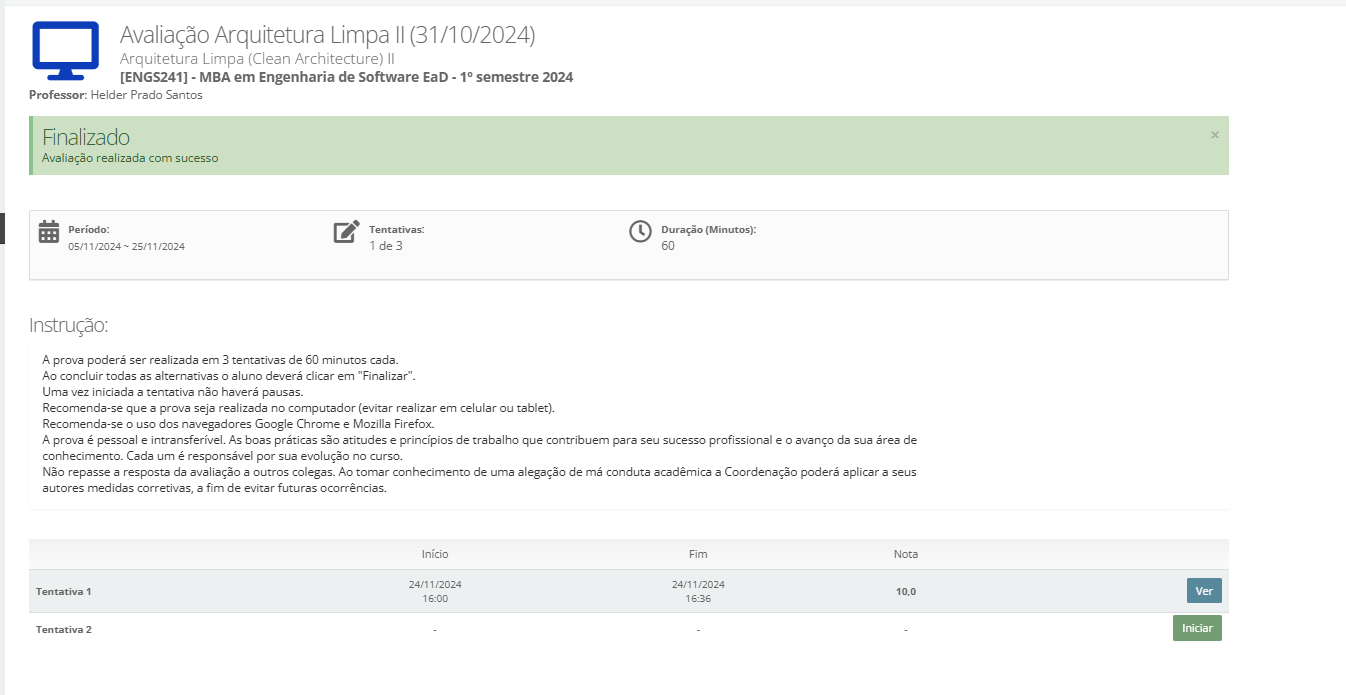 Avaliação Arquitetura Limpa II (31/10/2024)
Arquitetura Limpa (Clean Architecture) II
[ENGS241] - MBA em Engenharia de Software EaD - 1º semestre 2024
Professor: Helder Prado Santos
Finalizado
×
Avaliação realizada com sucesso
Período:
05/11/2024 ~ 25/11/2024
Tentativas:
1 de 3
Duração (Minutos):
60
Instrução:
A prova poderá ser realizada em 3 tentativas de 60 minutos cada.
Ao concluir todas as alternativas o aluno deverá clicar em "Finalizar".
Uma vez iniciada a tentativa não haverá pausas.
Recomenda-se que a prova seja realizada no computador (evitar realizar em celular ou tablet).
Recomenda-se o uso dos navegadores Google Chrome e Mozilla Firefox.
A prova é pessoal e intransferível. As boas práticas são atitudes e princípios de trabalho que contribuem para seu sucesso profissional e o avanço da sua área de
conhecimento. Cada um é responsável por sua evolução no curso.
Não repasse a resposta da avaliação a outros colegas. Ao tomar conhecimento de uma alegação de má conduta acadêmica a Coordenação poderá aplicar a seus
autores medidas corretivas, a fim de evitar futuras ocorrências.
Início Fim Nota
Tentativa 1 24/11/2024 16:00 24/11/2024 16:36 10,0 Ver
Tentativa 2 - - - Iniciar